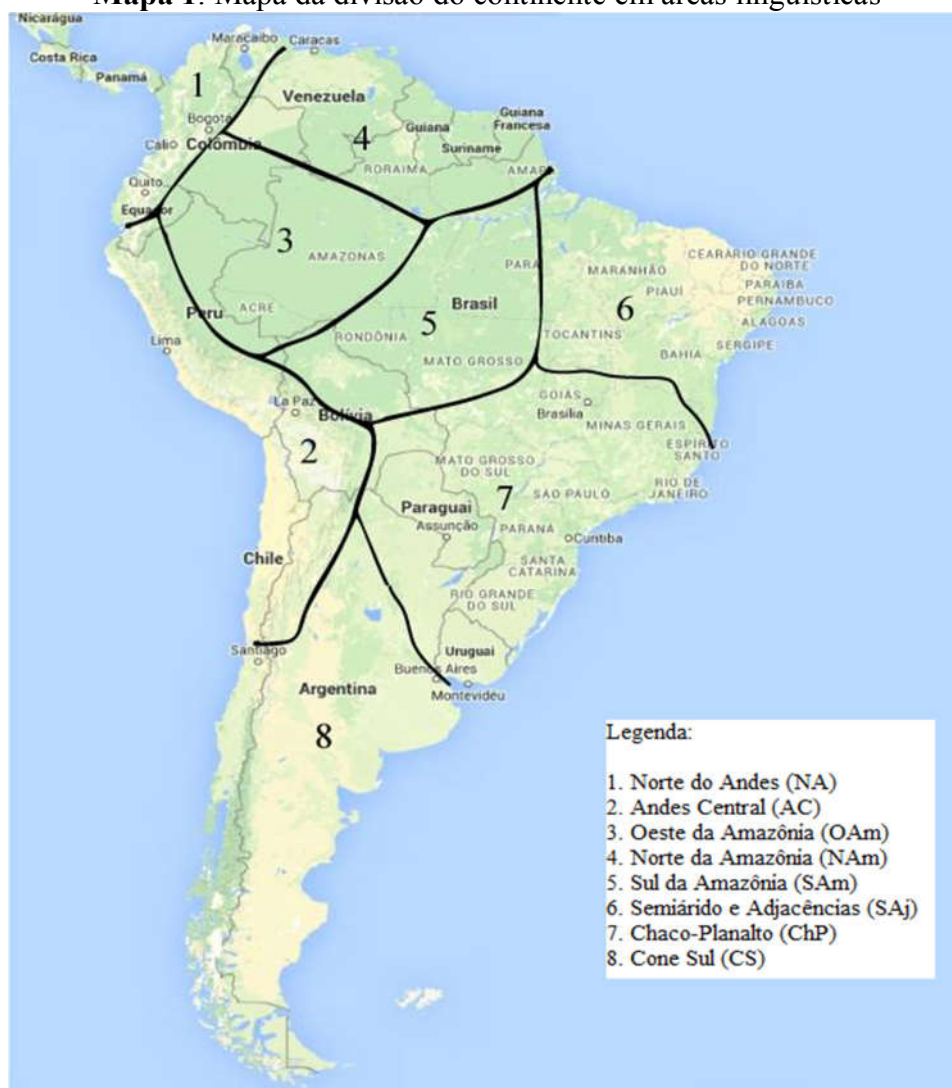 Mapa 1: Mapa da divisão do continente em áreas linguísticas
Nicarágua
Maracaibo
Caracas
Costa Rica
Panamá
1
Venezuela
Bogotá
4
Guiana
Guiana
Francesa
Calio
Colômbia
Suriname
RORAIMA
AMAPÁ
Quito
Equador
3
AMAZONAS
PARÁ
MARANHÃO
CEARÁ
RIO GRANDE
DO NORTE
PIAUÍ
PARAIBA
PERNAMBUCO
Peru
ACRE
Brasil
6
ALAGOAS
Lima
RONDÔNIA
5
TOCANTINS
SERGIPE
MATO GROSSO
BAHIA
La Paz
Bolívia
GOIÁS
Brasília
MINAS GERAIS
2
ESPÍRITO
SANTO
MATO GROSSO
DO SUL
7
SÃO PAULO
RIO DE
JANEIRO
Paraguai
Assunção
PARANÁ
Curitiba
Chile
SANTA
CATARINA
RIO GRANDE
DO SUL
Santiago
Uruguai
Buenos Aires
Argentina
Montevidéu
8
Legenda:
1. Norte do Andes (NA)
2. Andes Central (AC)
3. Oeste da Amazônia (OAm)
4. Norte da Amazônia (NAm)
5. Sul da Amazônia (SAm)
6. Semiárido e Adjacências (SAj)
7. Chaco-Planalto (ChP)
8. Cone Sul (CS)